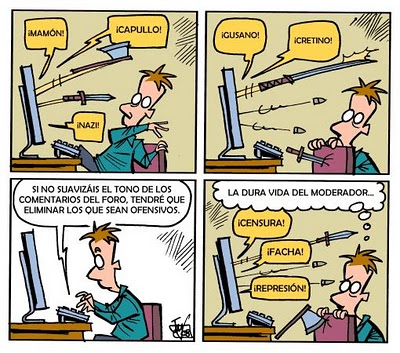 ¡MAMÓN!
¡CAPULLO!
¡NAZI!
¡GUSANO!
¡CRETINO!
SI NO SUAVIZÁIS EL TONO DE LOS
COMENTARIOS DEL FORO, TENDRÉ QUE
ELIMINAR LOS QUE SEAN OFENSIVOS.
LA DURA VIDA DEL MODERADOR...
¡CENSURA!
¡FACHA!
¡REPRESIÓN!